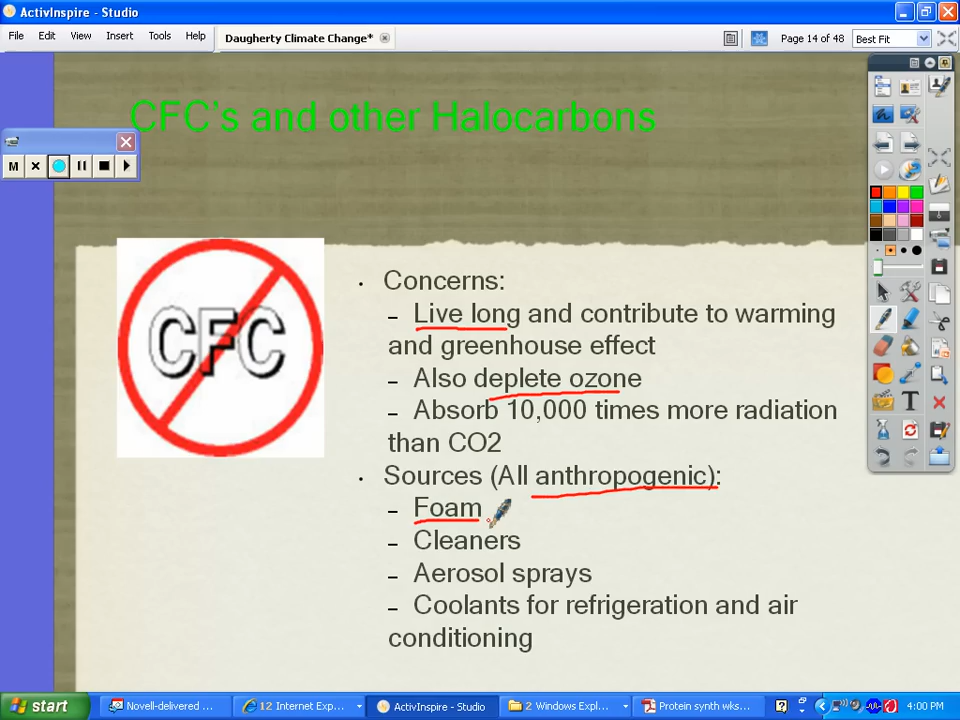 ActivInspire - Studio
File Edit View Insert Tools Help Daugherty Climate Change* Page 14 of 48 Best Fit
CFC's and other Halocarbons
M
CFC
• Concerns:
– Live long and contribute to warming
and greenhouse effect
– Also deplete ozone
– Absorb 10,000 times more radiation
than CO2
• Sources (All anthropogenic):
– Foam
– Cleaners
– Aerosol sprays
– Coolants for refrigeration and air
conditioning
start Novell-delivered ... 12 Internet Exp... ActivInspire - Studio 2 Windows Expl... Protein synth wks... 4:00 PM